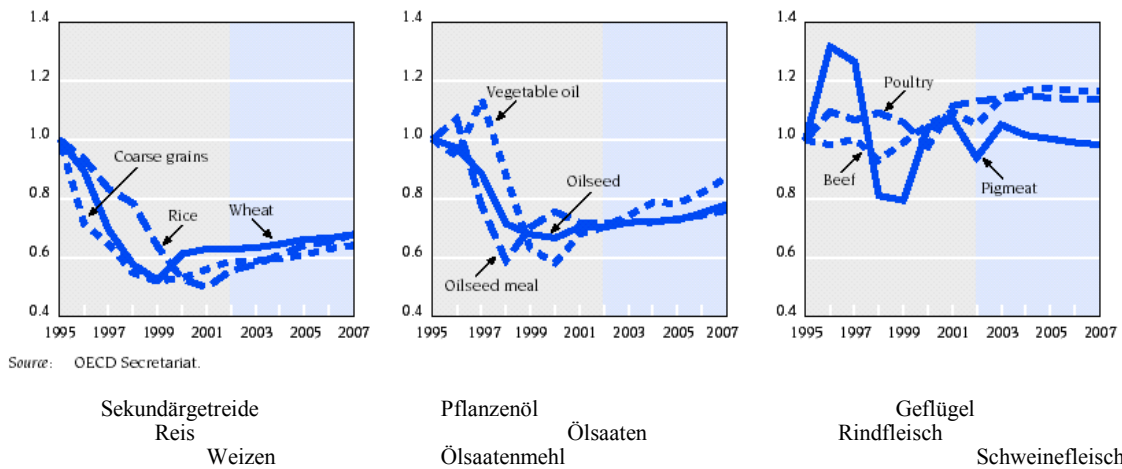 1.4 1.4 1.4
1.2 1.2 1.2
Vegetable oil Poultry
1.0 1.0 1.0
Coarse grains
0.8 0.8 0.8
Rice Wheat Oilseed Beef Pigmeat
0.6 0.6 0.6
Oilseed meal
0.4 0.4 0.4
1995 1997 1999 2001 2003 2005 2007 1995 1997 1999 2001 2003 2005 2007 1995 1997 1999 2001 2003 2005 2007
Source: OECD Secretariat.
Sekundärgetreide Pflanzenöl Geflügel
Reis Ölsaaten Rindfleisch
Weizen Ölsaatenmehl Schweinefleisch